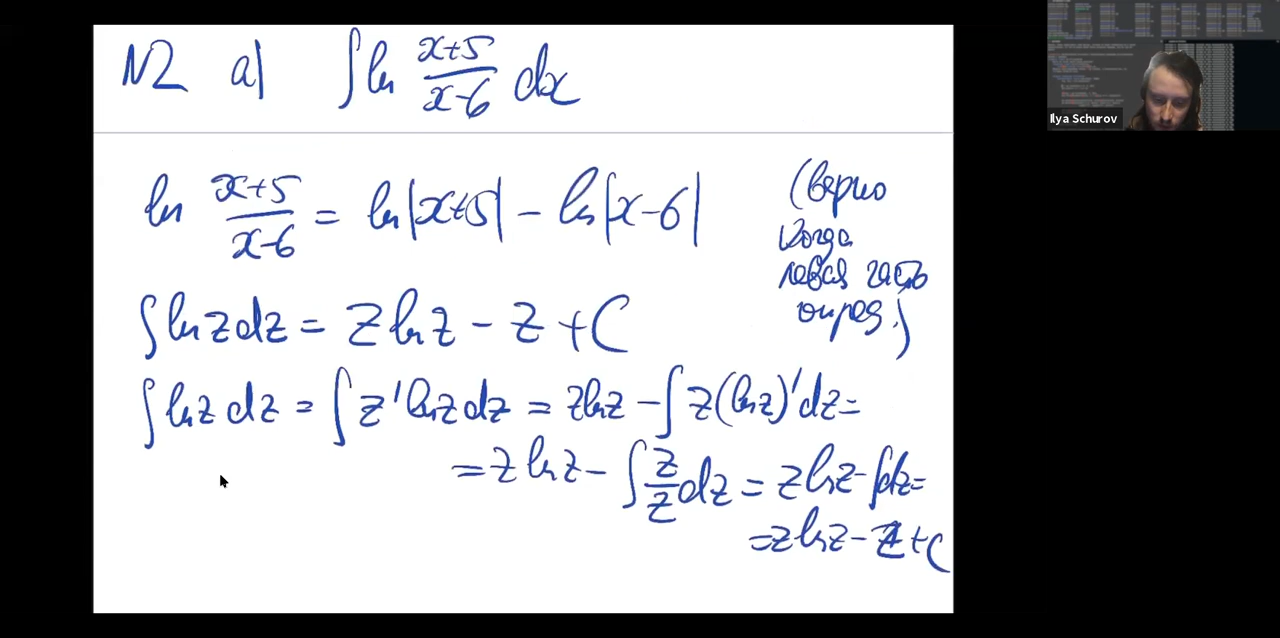 N2 a) ∫ ln (x+5)/(x-6) dx
ln (x+5)/(x-6) = ln|x+5| - ln|x-6|
(верно
когда
левая часть
опред.)
∫ ln z dz = z ln z - z + C
∫ ln z dz = ∫ z' ln z dz = z ln z - ∫ z (ln z)' dz =
= z ln z - ∫ z/z dz = z ln z - ∫ dz =
= z ln z - z + C
Ilya Schurov